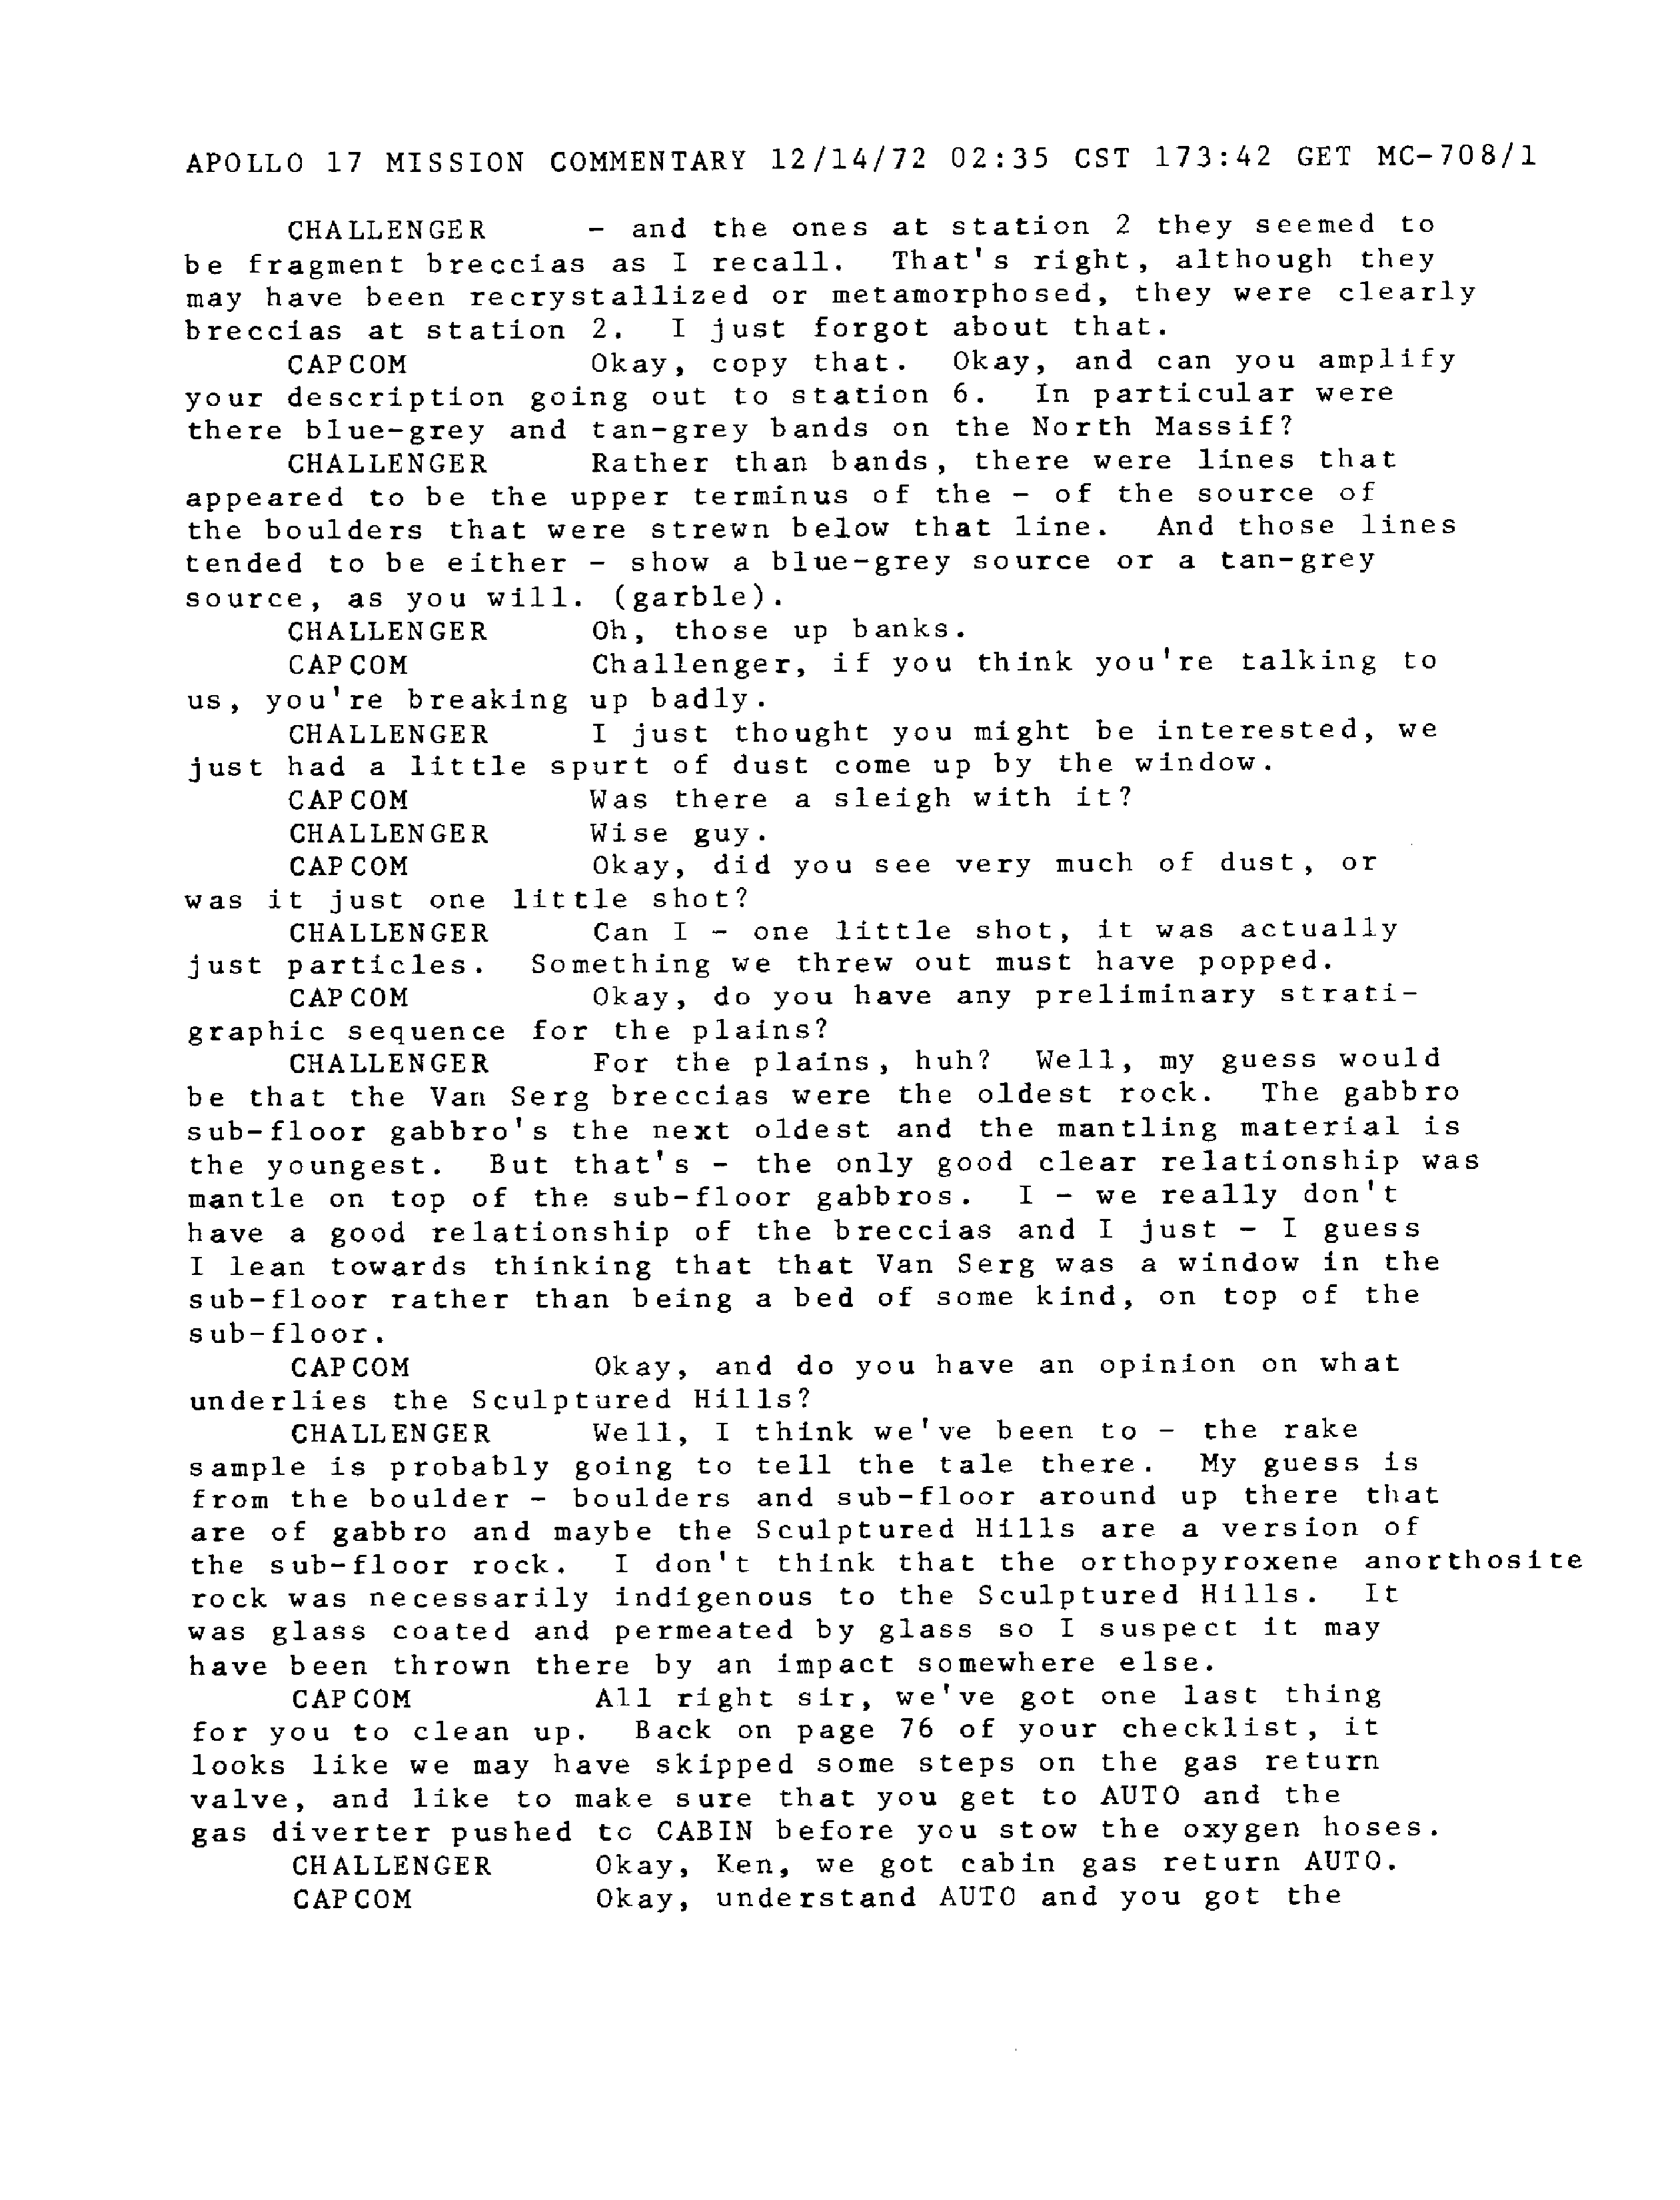 APOLLO 17 MISSION COMMENTARY 12/14/72 02:35 CST 173:42 GET MC-708/1
CHALLENGER - and the ones at station 2 they seemed to
be fragment breccias as I recall. That's right, although they
may have been recrystallized or metamorphosed, they were clearly
breccias at station 2. I just forgot about that.
CAPCOM Okay, copy that. Okay, and can you amplify
your description going out to station 6. In particular were
there blue-grey and tan-grey bands on the North Massif?
CHALLENGER Rather than bands, there were lines that
appeared to be the upper terminus of the - of the source of
the boulders that were strewn below that line. And those lines
tended to be either - show a blue-grey source or a tan-grey
source, as you will. (garble).
CHALLENGER Oh, those up banks.
CAPCOM Challenger, if you think you're talking to
us, you're breaking up badly.
CHALLENGER I just thought you might be interested, we
just had a little spurt of dust come up by the window.
CAPCOM Was there a sleigh with it?
CHALLENGER Wise guy.
CAPCOM Okay, did you see very much of dust, or
was it just one little shot?
CHALLENGER Can I - one little shot, it was actually
just particles. Something we threw out must have popped.
CAPCOM Okay, do you have any preliminary strati-
graphic sequence for the plains?
CHALLENGER For the plains, huh? Well, my guess would
be that the Van Serg breccias were the oldest rock. The gabbro
sub-floor gabbro's the next oldest and the mantling material is
the youngest. But that's - the only good clear relationship was
mantle on top of the sub-floor gabbros. I - we really don't
have a good relationship of the breccias and I just - I guess
I lean towards thinking that that Van Serg was a window in the
sub-floor rather than being a bed of some kind, on top of the
sub-floor.
CAPCOM Okay, and do you have an opinion on what
underlies the Sculptured Hills?
CHALLENGER Well, I think we've been to - the rake
sample is probably going to tell the tale there. My guess is
from the boulder - boulders and sub-floor around up there that
are of gabbro and maybe the Sculptured Hills are a version of
the sub-floor rock. I don't think that the orthopyroxene anorthosite
rock was necessarily indigenous to the Sculptured Hills. It
was glass coated and permeated by glass so I suspect it may
have been thrown there by an impact somewhere else.
CAPCOM All right sir, we've got one last thing
for you to clean up. Back on page 76 of your checklist, it
looks like we may have skipped some steps on the gas return
valve, and like to make sure that you get to AUTO and the
gas diverter pushed to CABIN before you stow the oxygen hoses.
CHALLENGER Okay, Ken, we got cabin gas return AUTO.
CAPCOM Okay, understand AUTO and you got the